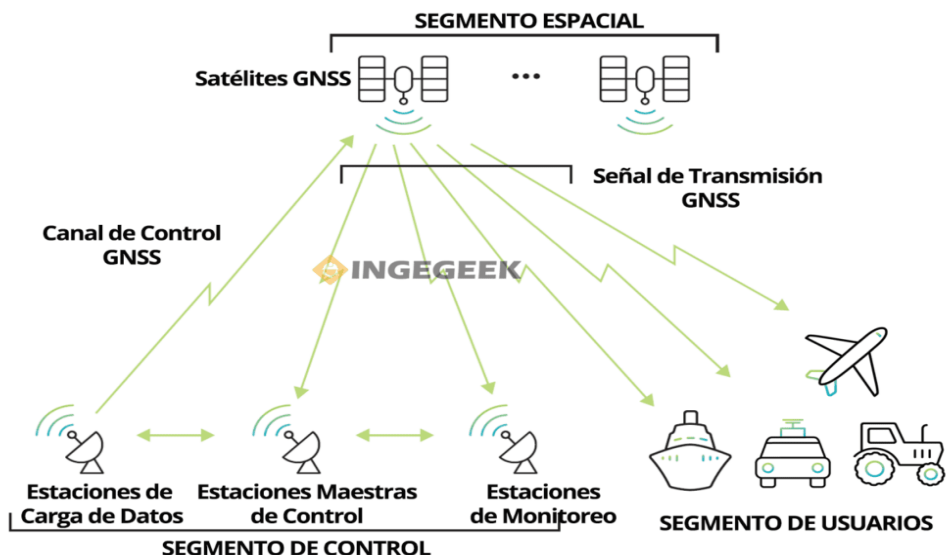 SEGMENTO ESPACIAL
Satélites GNSS
Señal de Transmisión
GNSS
Canal de Control
GNSS
INGEGEEK
Estaciones de
Carga de Datos
Estaciones Maestras
de Control
Estaciones
de Monitoreo
SEGMENTO DE USUARIOS
SEGMENTO DE CONTROL